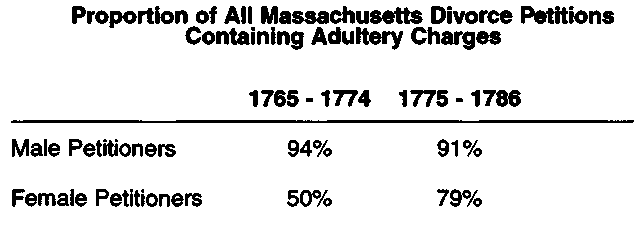 Proportion of All Massachusetts Divorce Petitions
Containing Adultery Charges
1765 - 1774 1775 - 1786
Male Petitioners 94% 91%
Female Petitioners 50% 79%